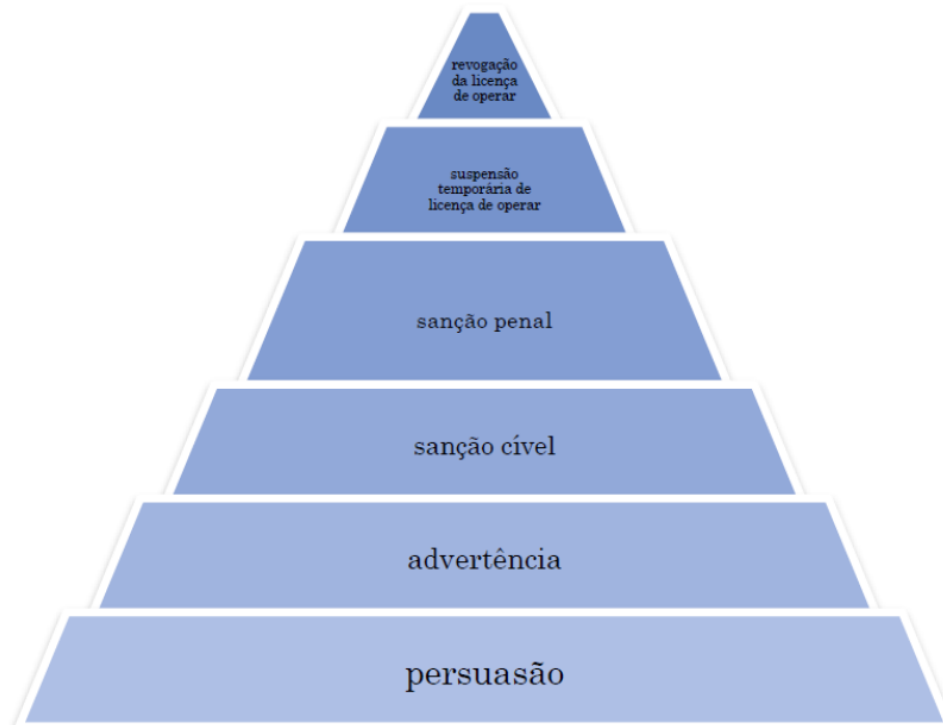 revogação
da licença
de operar
suspensão
temporária de
licença de operar
sanção penal
sanção cível
advertência
persuasão